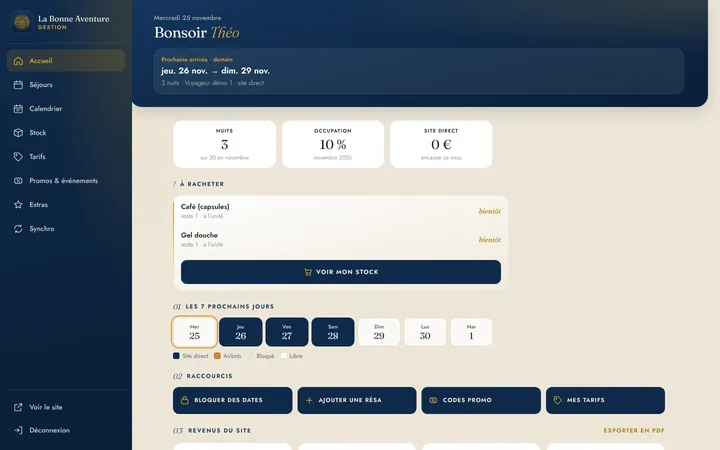 La Bonne Aventure
GESTION
Accueil
Séjours
Calendrier
Stock
Tarifs
Promos & événements
Extras
Synchro
Voir le site
Déconnexion
Mercredi 25 novembre
Bonsoir Théo
Prochaine arrivée · demain
jeu. 26 nov. → dim. 29 nov.
3 nuits · Voyageur démo 1 · site direct
NUITS
3
sur 30 en novembre
OCCUPATION
10 %
novembre 2026
SITE DIRECT
0 €
encaissé ce mois
! À RACHETER
Café (capsules)
reste 1 · à l'unité
bientôt
Gel douche
reste 1 · à l'unité
bientôt
VOIR MON STOCK
01 LES 7 PROCHAINS JOURS
Mer
25
Jeu
26
Ven
27
Sam
28
Dim
29
Lun
30
Mar
1
Site direct Airbnb Bloqué Libre
02 RACCOURCIS
BLOQUER DES DATES
AJOUTER UNE RÉSA
CODES PROMO
MES TARIFS
03 REVENUS DU SITE
EXPORTER EN PDF